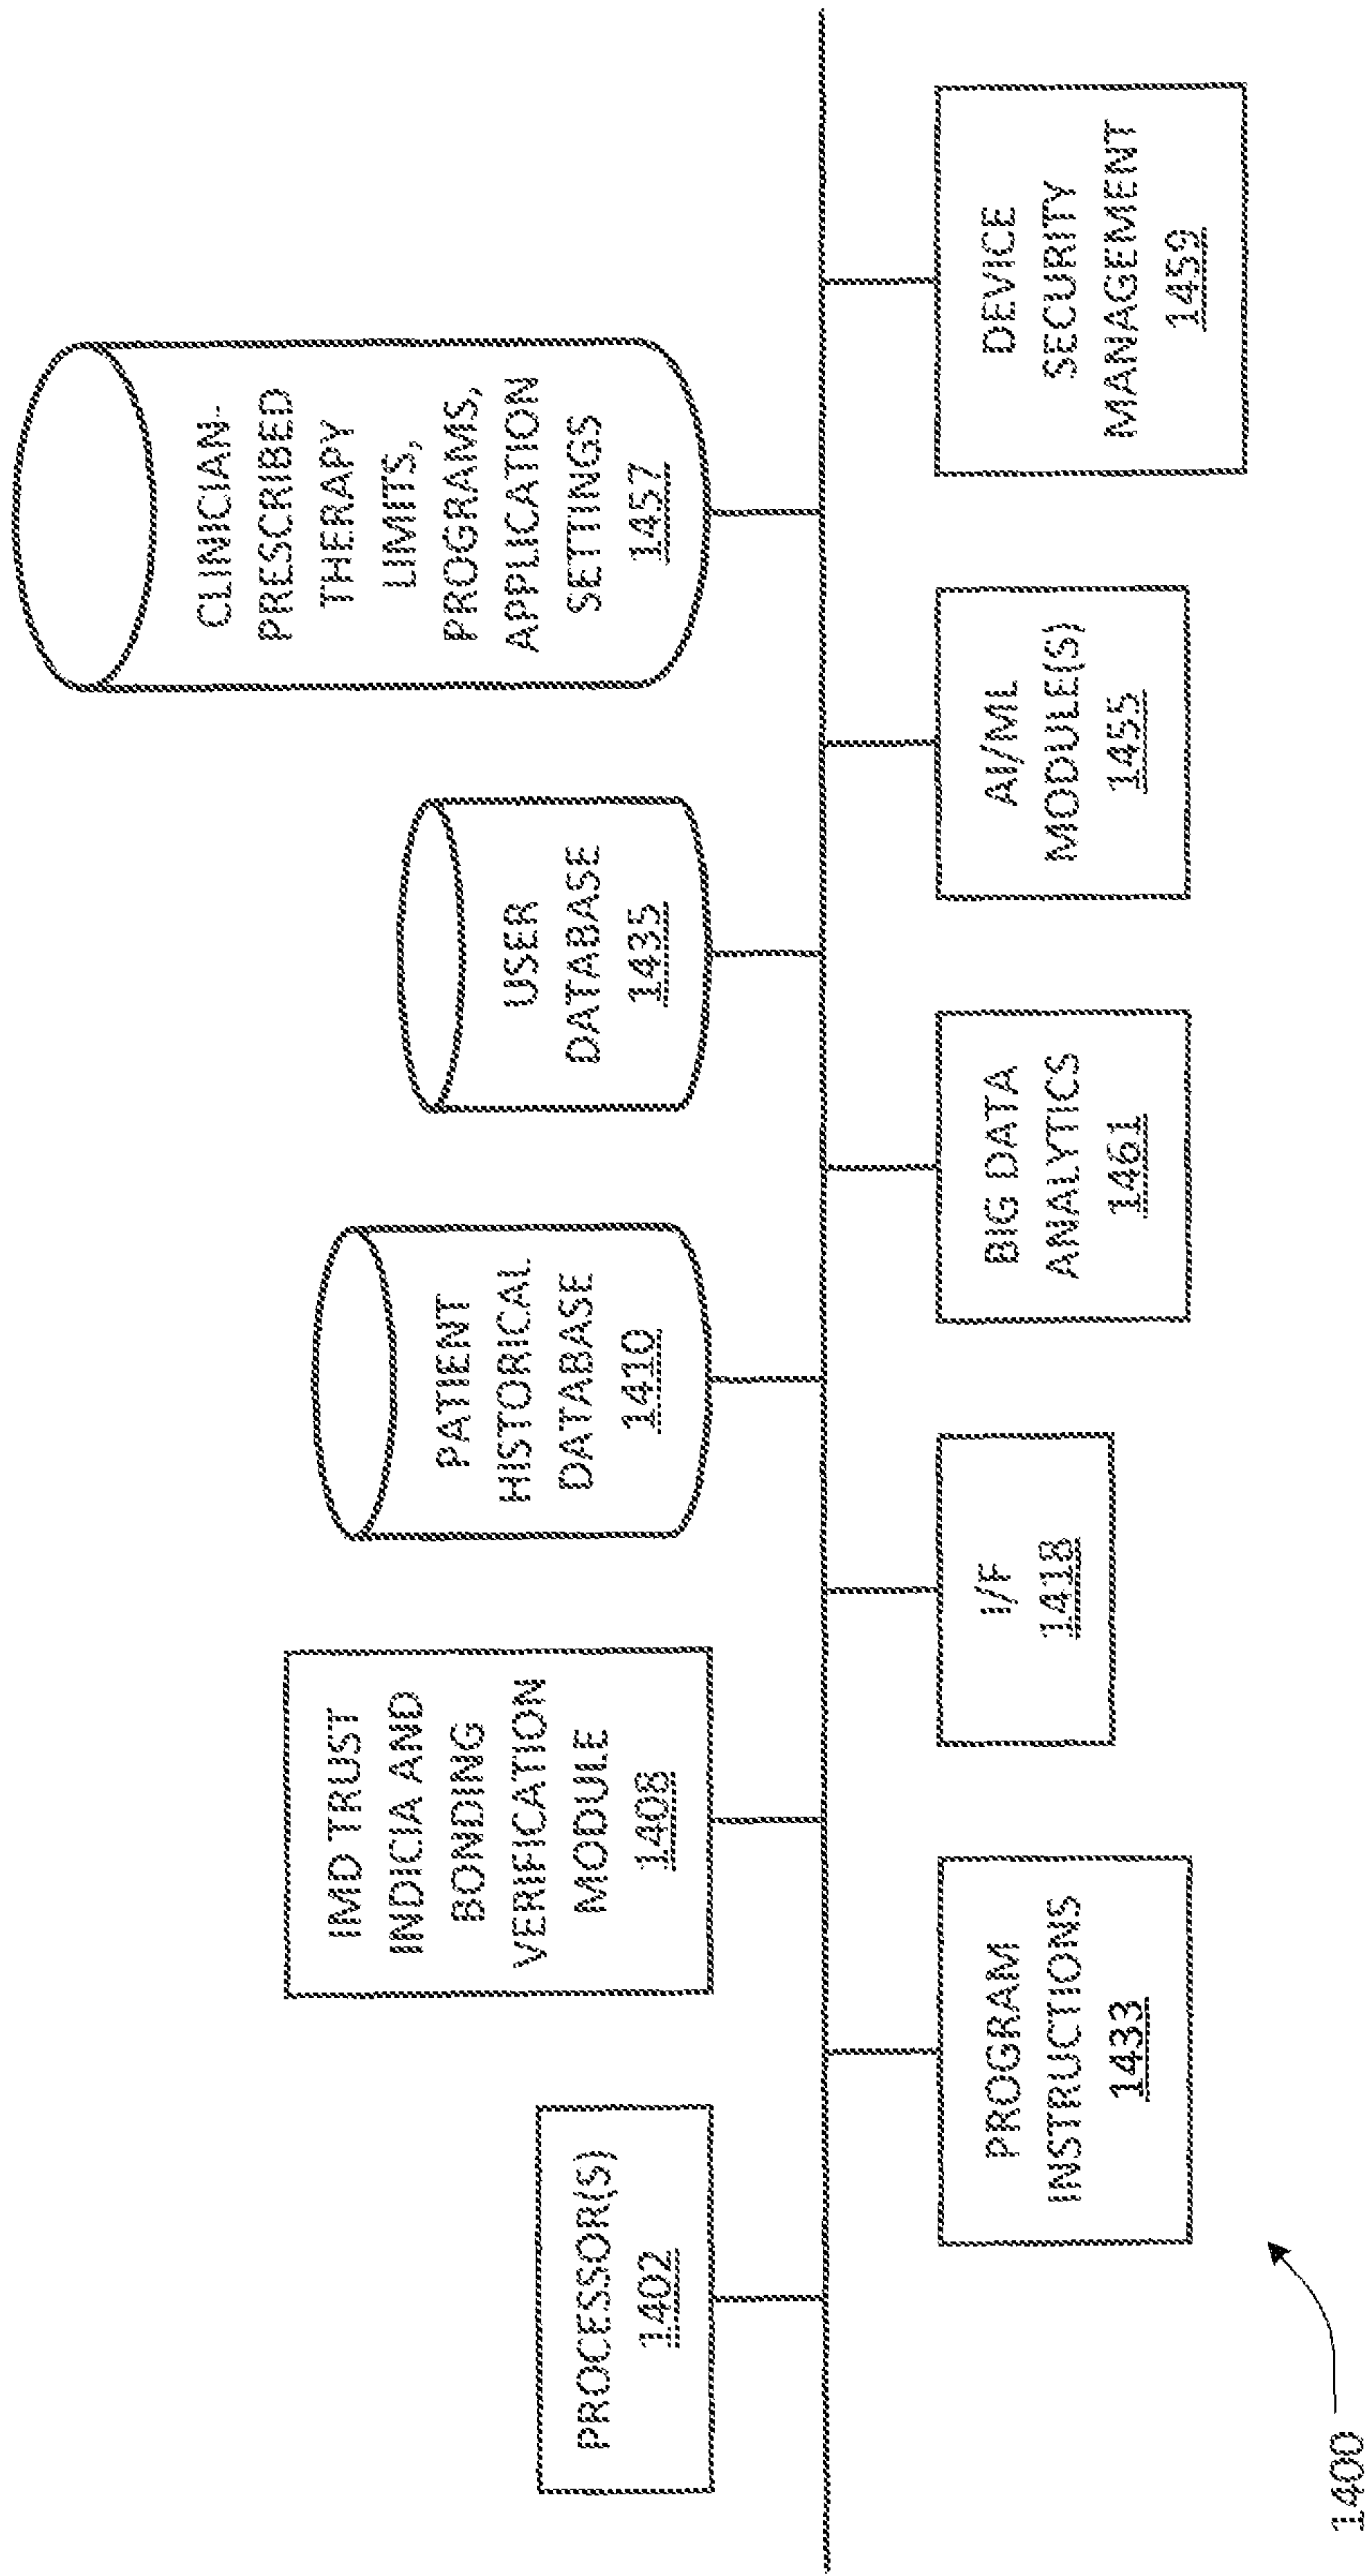 PROCESSOR(S)
1402
IMD TRUST
INDICIA AND
BONDING
VERIFICATION
MODULE
1408
PATIENT
HISTORICAL
DATABASE
1410
USER
DATABASE
1435
CLINICIAN-
PRESCRIBED
THERAPY
LIMITS,
PROGRAMS,
APPLICATION
SETTINGS
1457
PROGRAM
INSTRUCTIONS
1433
I/F
1418
BIG DATA
ANALYTICS
1461
AI/ML
MODULE(S)
1455
DEVICE
SECURITY
MANAGEMENT
1459
1400